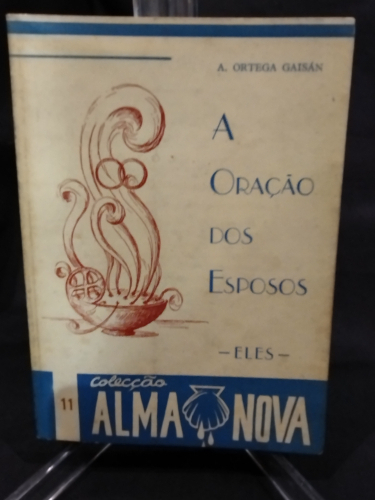 A. ORTEGA GAISÁN
A
ORAÇÃO
DOS
ESPOSOS
– ELES –
colecção
11 ALMA NOVA